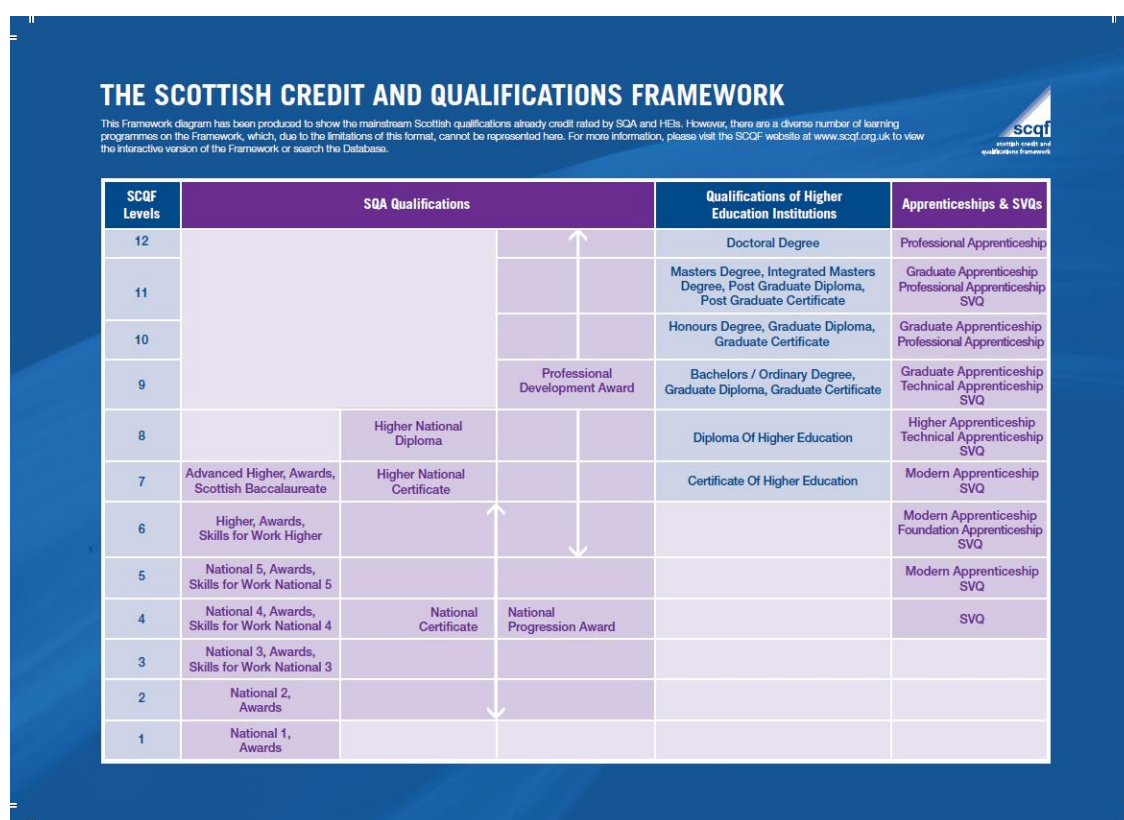 THE SCOTTISH CREDIT AND QUALIFICATIONS FRAMEWORK
This Framework diagram has been produced to show the mainstream Scottish qualifications already credit rated by SQA and HEIs. However, there are a diverse number of learning
programmes on the Framework, which, due to the limitations of this format, cannot be represented here. For more information, please visit the SCQF website at www.scqf.org.uk to view
the interactive version of the Framework or search the Database.
scqf
scottish credit and
qualifications framework
SCQF
Levels
SQA Qualifications
Qualifications of Higher
Education Institutions
Apprenticeships & SVQs
12
Doctoral Degree
Professional Apprenticeship
11
Masters Degree, Integrated Masters
Degree, Post Graduate Diploma,
Post Graduate Certificate
Graduate Apprenticeship
Professional Apprenticeship
SVQ
10
Honours Degree, Graduate Diploma,
Graduate Certificate
Graduate Apprenticeship
Professional Apprenticeship
9
Professional
Development Award
Bachelors / Ordinary Degree,
Graduate Diploma, Graduate Certificate
Graduate Apprenticeship
Technical Apprenticeship
SVQ
8
Higher National
Diploma
Diploma Of Higher Education
Higher Apprenticeship
Technical Apprenticeship
SVQ
7
Advanced Higher, Awards,
Scottish Baccalaureate
Higher National
Certificate
Certificate Of Higher Education
Modern Apprenticeship
SVQ
6
Higher, Awards,
Skills for Work Higher
Modern Apprenticeship
Foundation Apprenticeship
SVQ
1
5
National 5, Awards,
Skills for Work National 5
Modern Apprenticeship
SVQ
4
National 4, Awards,
Skills for Work National 4
National
Certificate
National
Progression Award
SVQ
3
National 3, Awards,
Skills for Work National 3
2
National 2,
Awards
1
National 1,
Awards